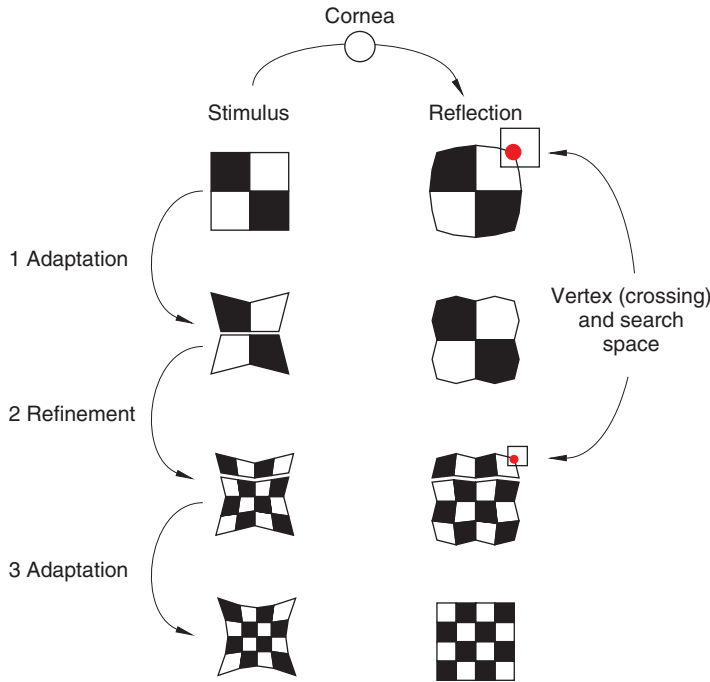 Cornea
Stimulus
Reflection
1 Adaptation
Vertex (crossing)
and search
space
2 Refinement
3 Adaptation